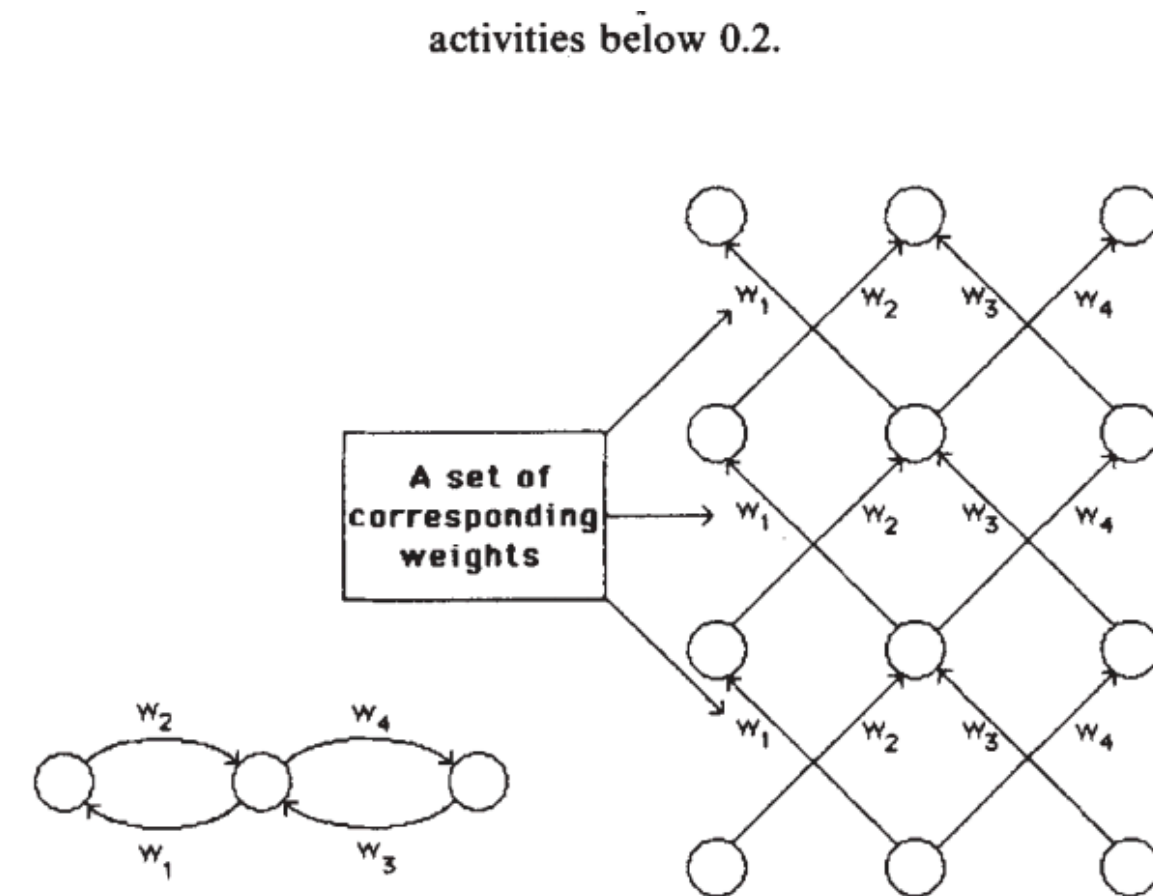 activities below 0.2.
w1 w2 w3 w4
A set of
corresponding
weights
w1 w2 w3 w4
w1 w2 w3 w4
w2 w4
w1 w3